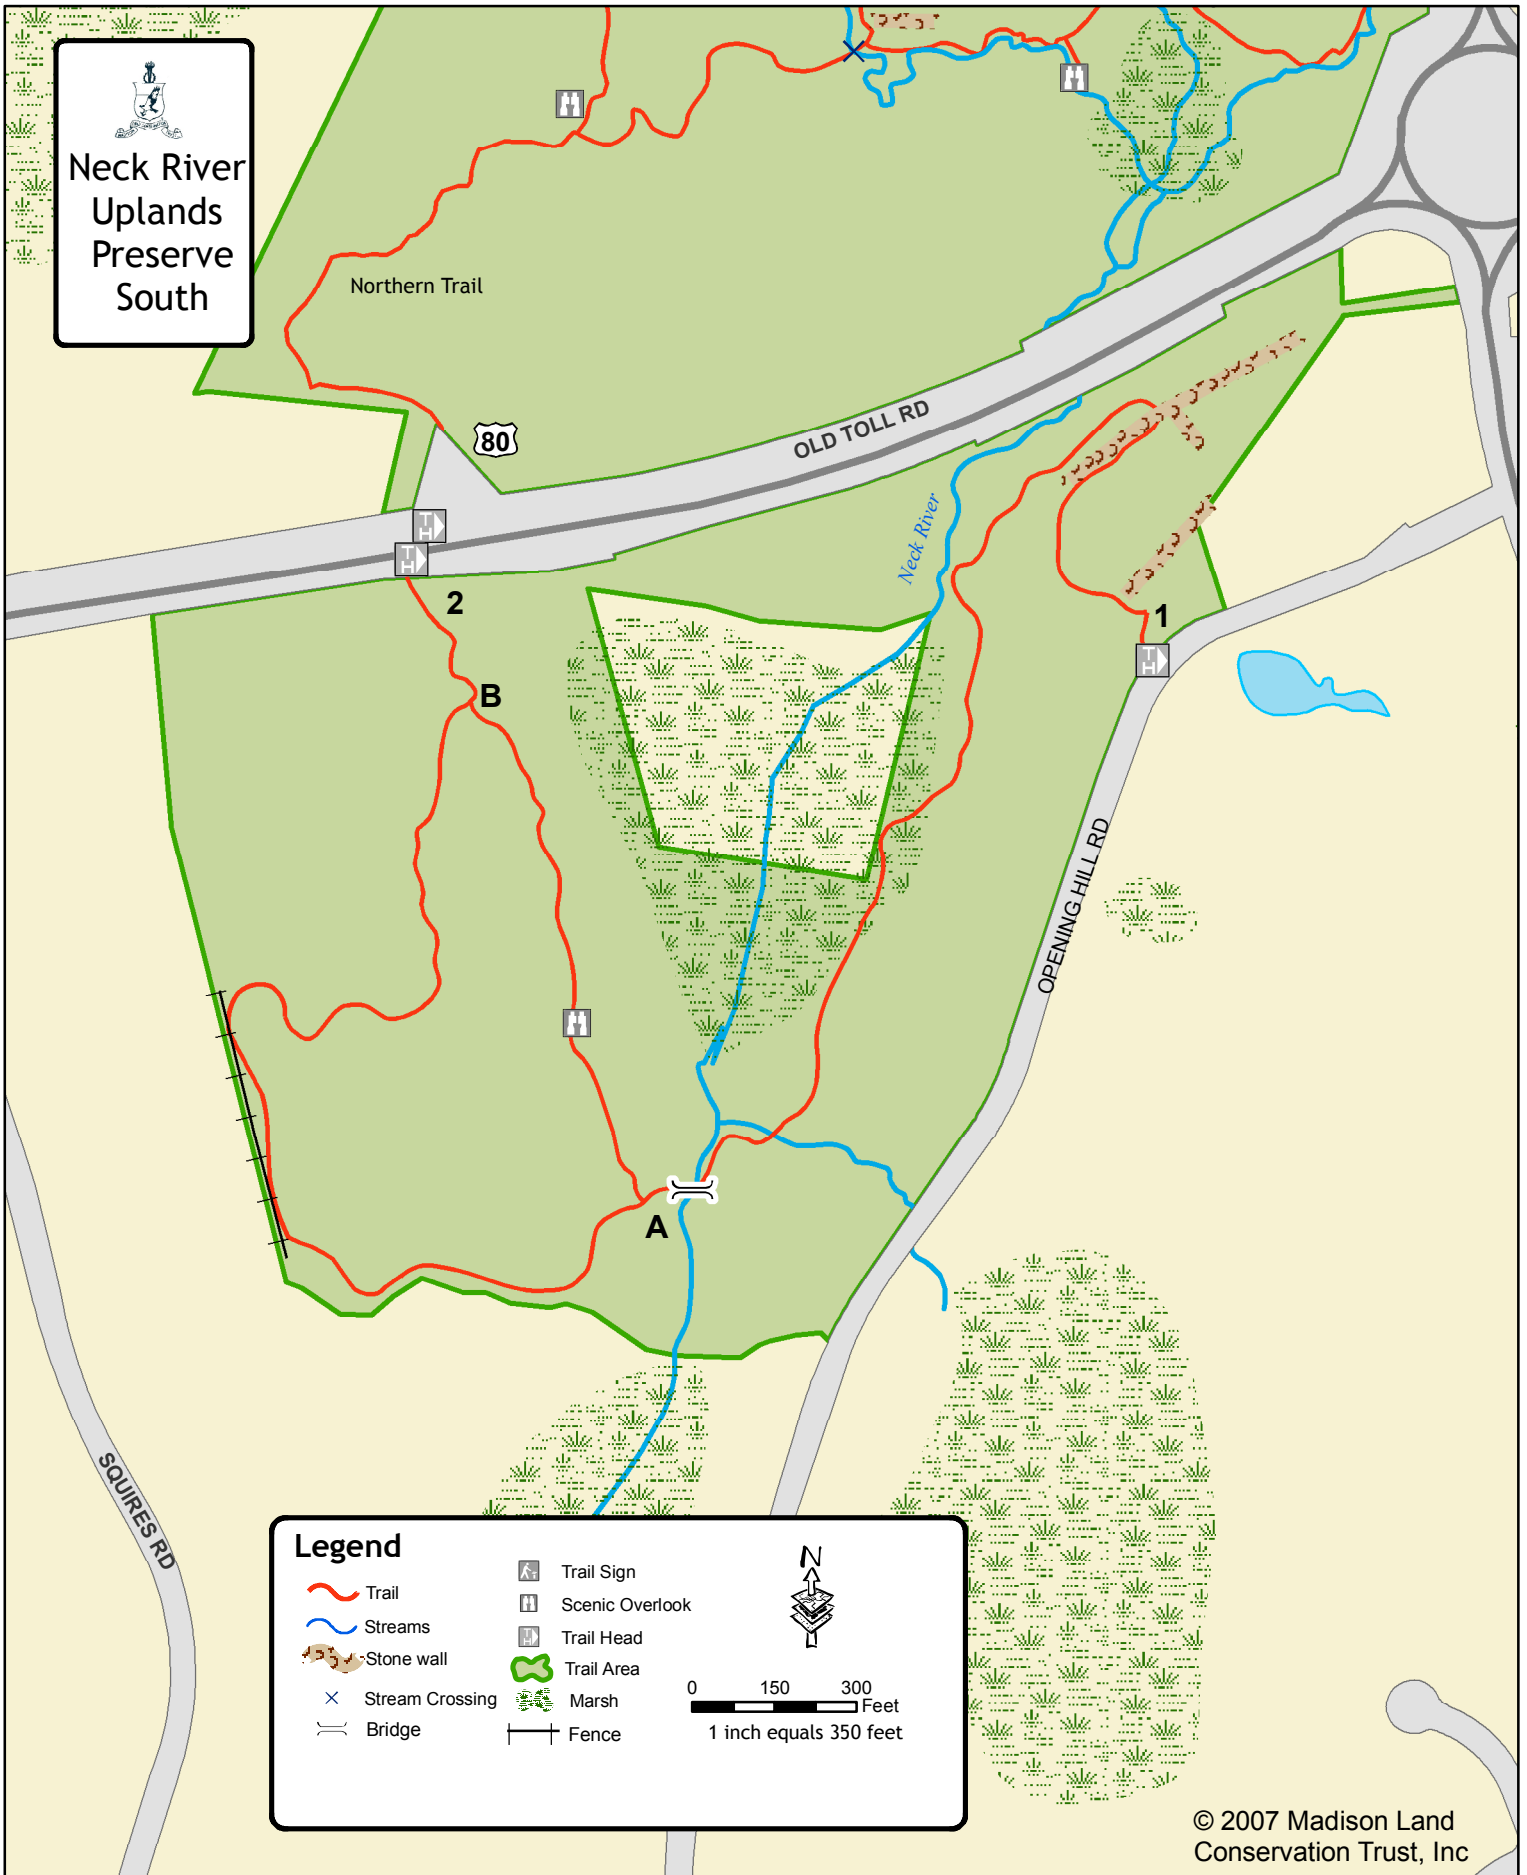 Neck River
Uplands
Preserve
South
Northern Trail
80
OLD TOLL RD
Neck River
T
H
T
H
2
1
T
H
B
OPENING HILL RD
A
SQUIRES RD
Legend
Trail
Streams
Stone wall
Stream Crossing
Bridge
Trail Sign
Scenic Overlook
T
H
Trail Head
Trail Area
Marsh
Fence
N
0 150 300
Feet
1 inch equals 350 feet
© 2007 Madison Land
Conservation Trust, Inc